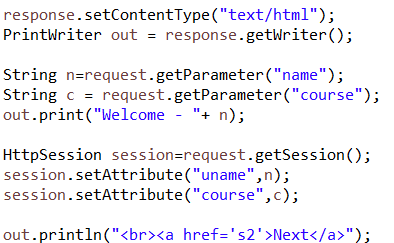 response.setContentType("text/html");
PrintWriter out = response.getWriter();
String n=request.getParameter("name");
String c = request.getParameter("course");
out.print("Welcome - "+ n);
HttpSession session=request.getSession();
session.setAttribute("uname",n);
session.setAttribute("course",c);
out.println("<br><a href='s2'>Next</a>");